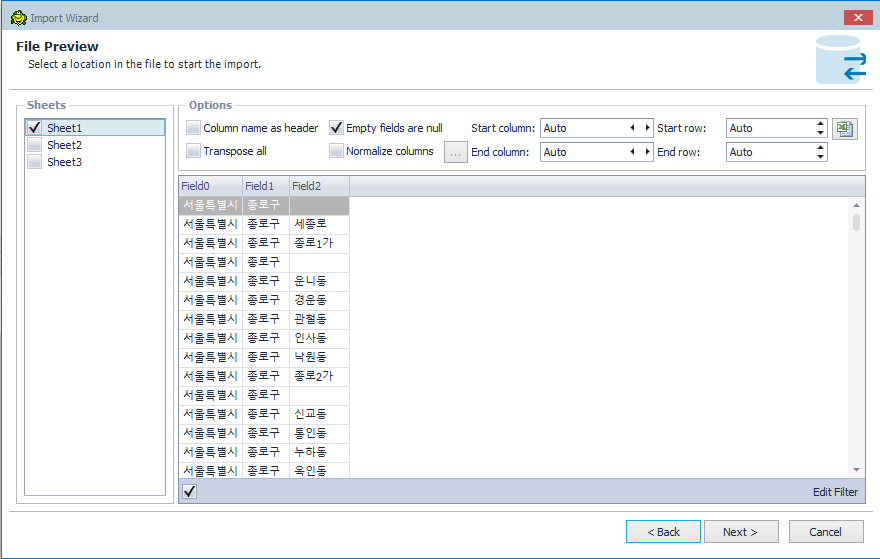 Import Wizard
File Preview
Select a location in the file to start the import.
Sheets
Sheet1
Sheet2
Sheet3
Options
Column name as header Empty fields are null Start column: Auto Start row: Auto
Transpose all Normalize columns ... End column: Auto End row: Auto
Field0 Field1 Field2
서울특별시 종로구
서울특별시 종로구 세종로
서울특별시 종로구 종로1가
서울특별시 종로구
서울특별시 종로구 운니동
서울특별시 종로구 경운동
서울특별시 종로구 관철동
서울특별시 종로구 인사동
서울특별시 종로구 낙원동
서울특별시 종로구 종로2가
서울특별시 종로구
서울특별시 종로구 신교동
서울특별시 종로구 통인동
서울특별시 종로구 누하동
서울특별시 종로구 옥인동
Edit Filter
< Back Next > Cancel